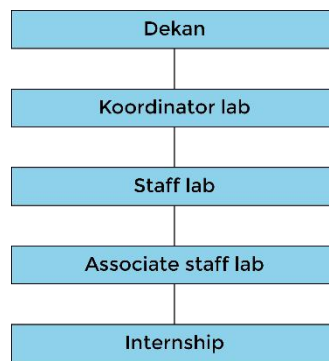 Dekan
Koordinator lab
Staff lab
Associate staff lab
Internship